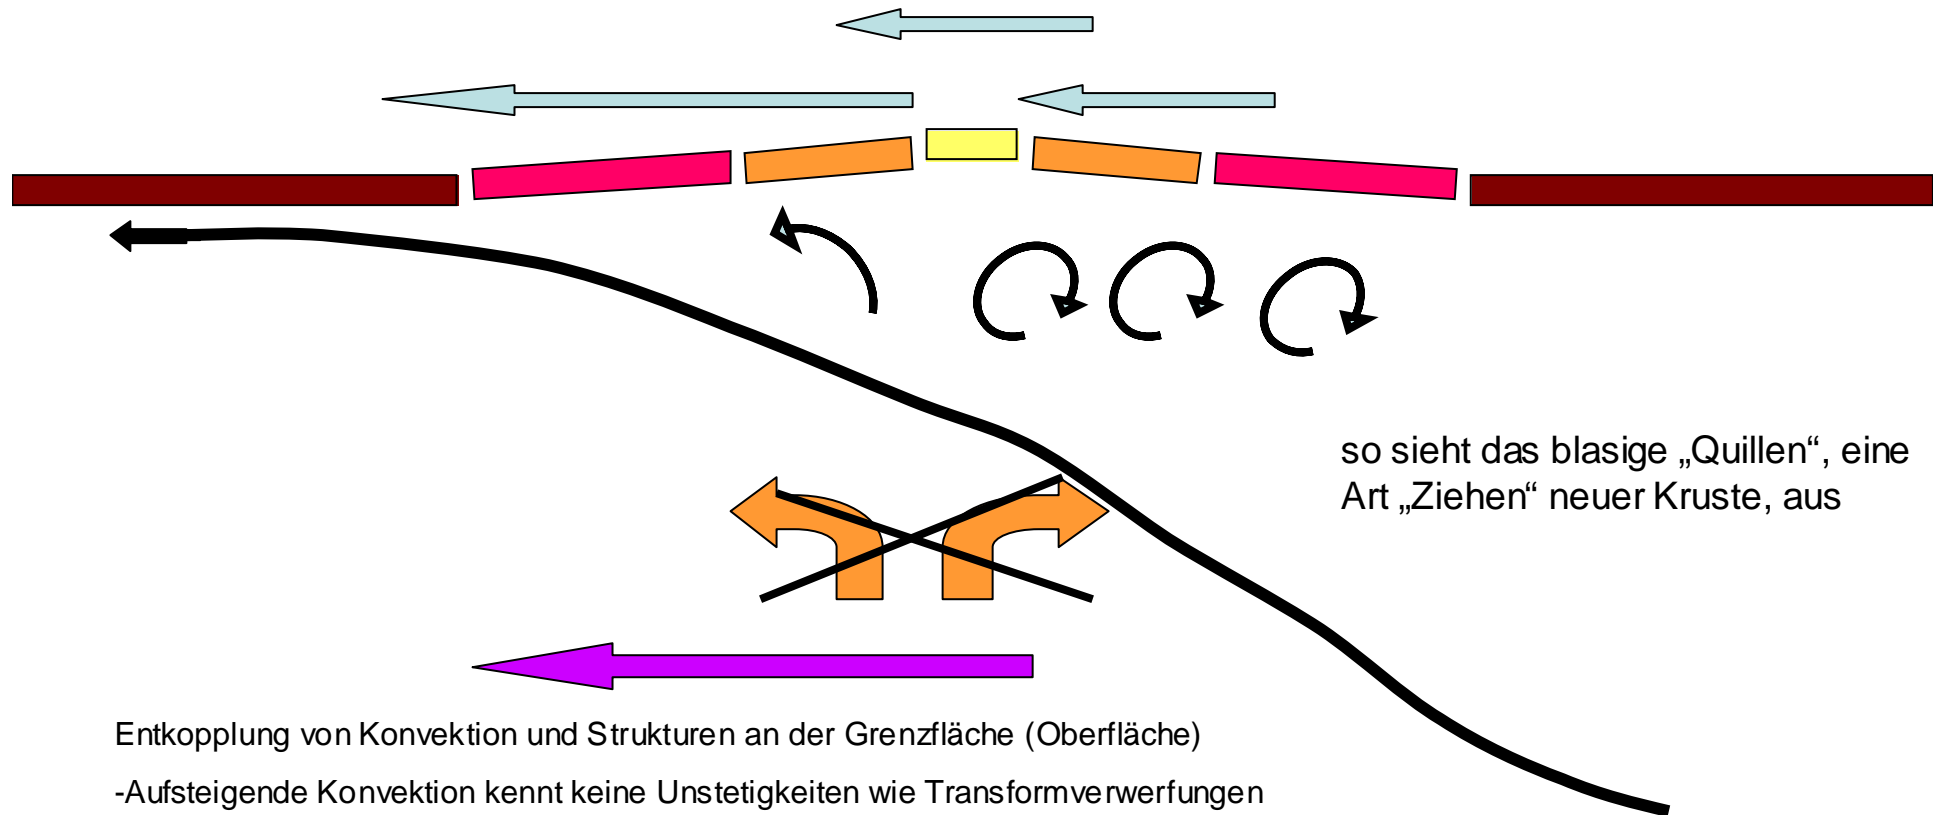 so sieht das blasige „Quillen“, eine
Art „Ziehen“ neuer Kruste, aus
Entkopplung von Konvektion und Strukturen an der Grenzfläche (Oberfläche)
-Aufsteigende Konvektion kennt keine Unstetigkeiten wie Transformverwerfungen